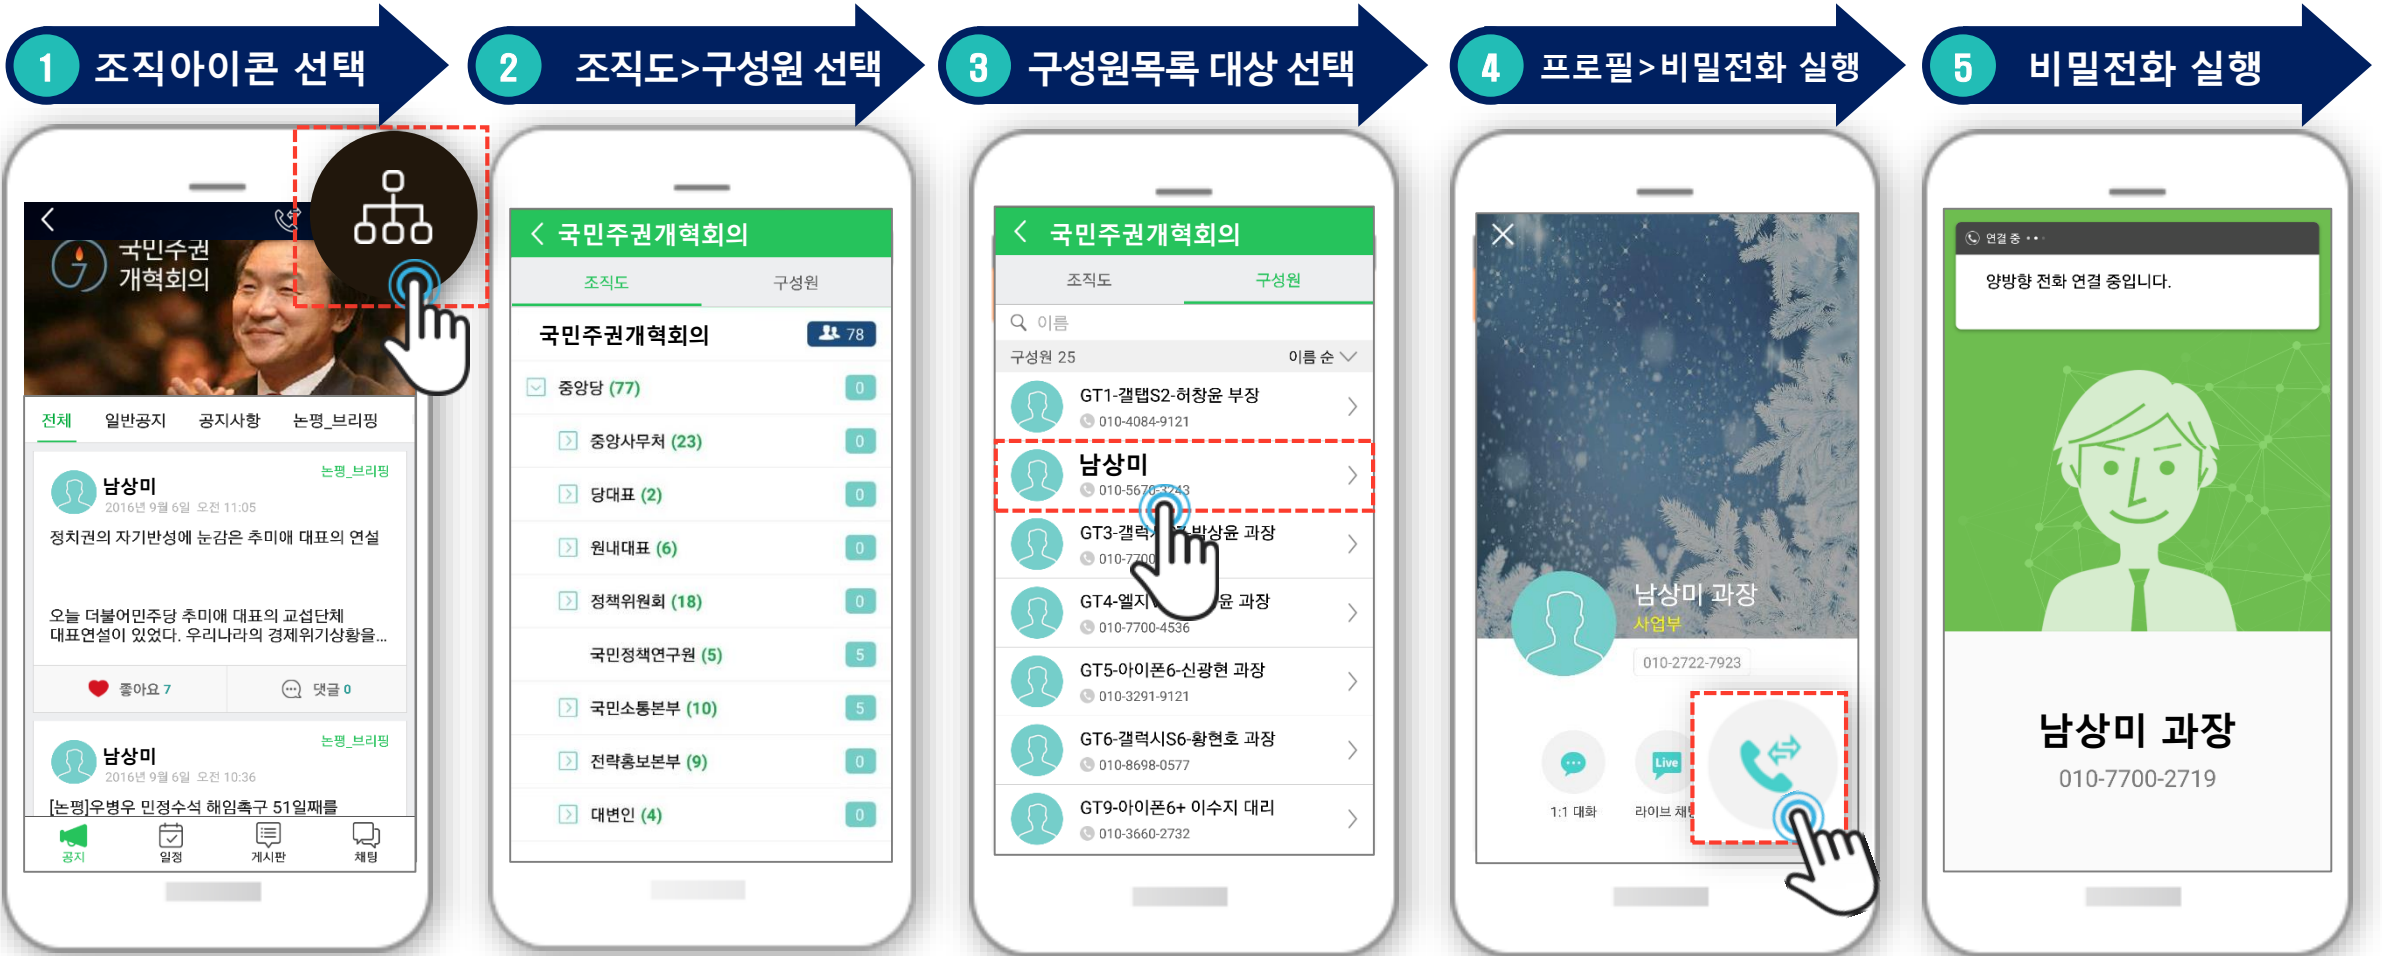 1 조직아이콘 선택
2 조직도>구성원 선택
3 구성원목록 대상 선택
4 프로필>비밀전화 실행
5 비밀전화 실행
국민주권
개혁회의
전체 일반공지 공지사항 논평_브리핑
논평_브리핑
남상미
2016년 9월 6일 오전 11:05
정치권의 자기반성에 눈감은 추미애 대표의 연설
오늘 더불어민주당 추미애 대표의 교섭단체
대표연설이 있었다. 우리나라의 경제위기상황을...
좋아요 7 댓글 0
논평_브리핑
남상미
2016년 9월 6일 오전 10:36
[논평]우병우 민정수석 해임촉구 51일째를
공지 일정 게시판 채팅
국민주권개혁회의
조직도 구성원
국민주권개혁회의 78
중앙당 (77) 0
중앙사무처 (23) 0
당대표 (2) 0
원내대표 (6) 0
정책위원회 (18) 0
국민정책연구원 (5) 5
국민소통본부 (10) 5
전략홍보본부 (9) 0
대변인 (4) 0
국민주권개혁회의
조직도 구성원
이름
구성원 25 이름 순
GT1-갤탭S2-허창윤 부장
010-4084-9121
남상미
010-5670-3243
GT3-갤럭 박상윤 과장
010-7700
GT4-엘지 윤 과장
010-7700-4536
GT5-아이폰6-신광현 과장
010-3291-9121
GT6-갤럭시S6-황현호 과장
010-8698-0577
GT9-아이폰6+ 이수지 대리
010-3660-2732
남상미 과장
사업부
010-2722-7923
Live
1:1 대화 라이브 채팅
연결 중
양방향 전화 연결 중입니다.
남상미 과장
010-7700-2719